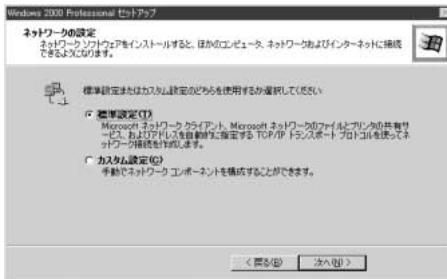 Windows 2000 Professional セットアップ
ネットワークの設定
ネットワーク ソフトウェアをインストールすると、ほかのコンピュータ、ネットワークおよびインターネットに接続
できるようになります。
標準設定またはカスタム設定のどちらを使用するか選択してください
標準設定(T)
Microsoft ネットワーク クライアント、Microsoft ネットワークのファイルとプリンタの共有サ
ービス、およびアドレスを自動的に指定する TCP/IP トランスポート プロトコルを使ってネ
ットワーク接続を作成します。
カスタム設定(C)
手動でネットワーク コンポーネントを構成することができます。
< 戻る(B)
次へ(N) >